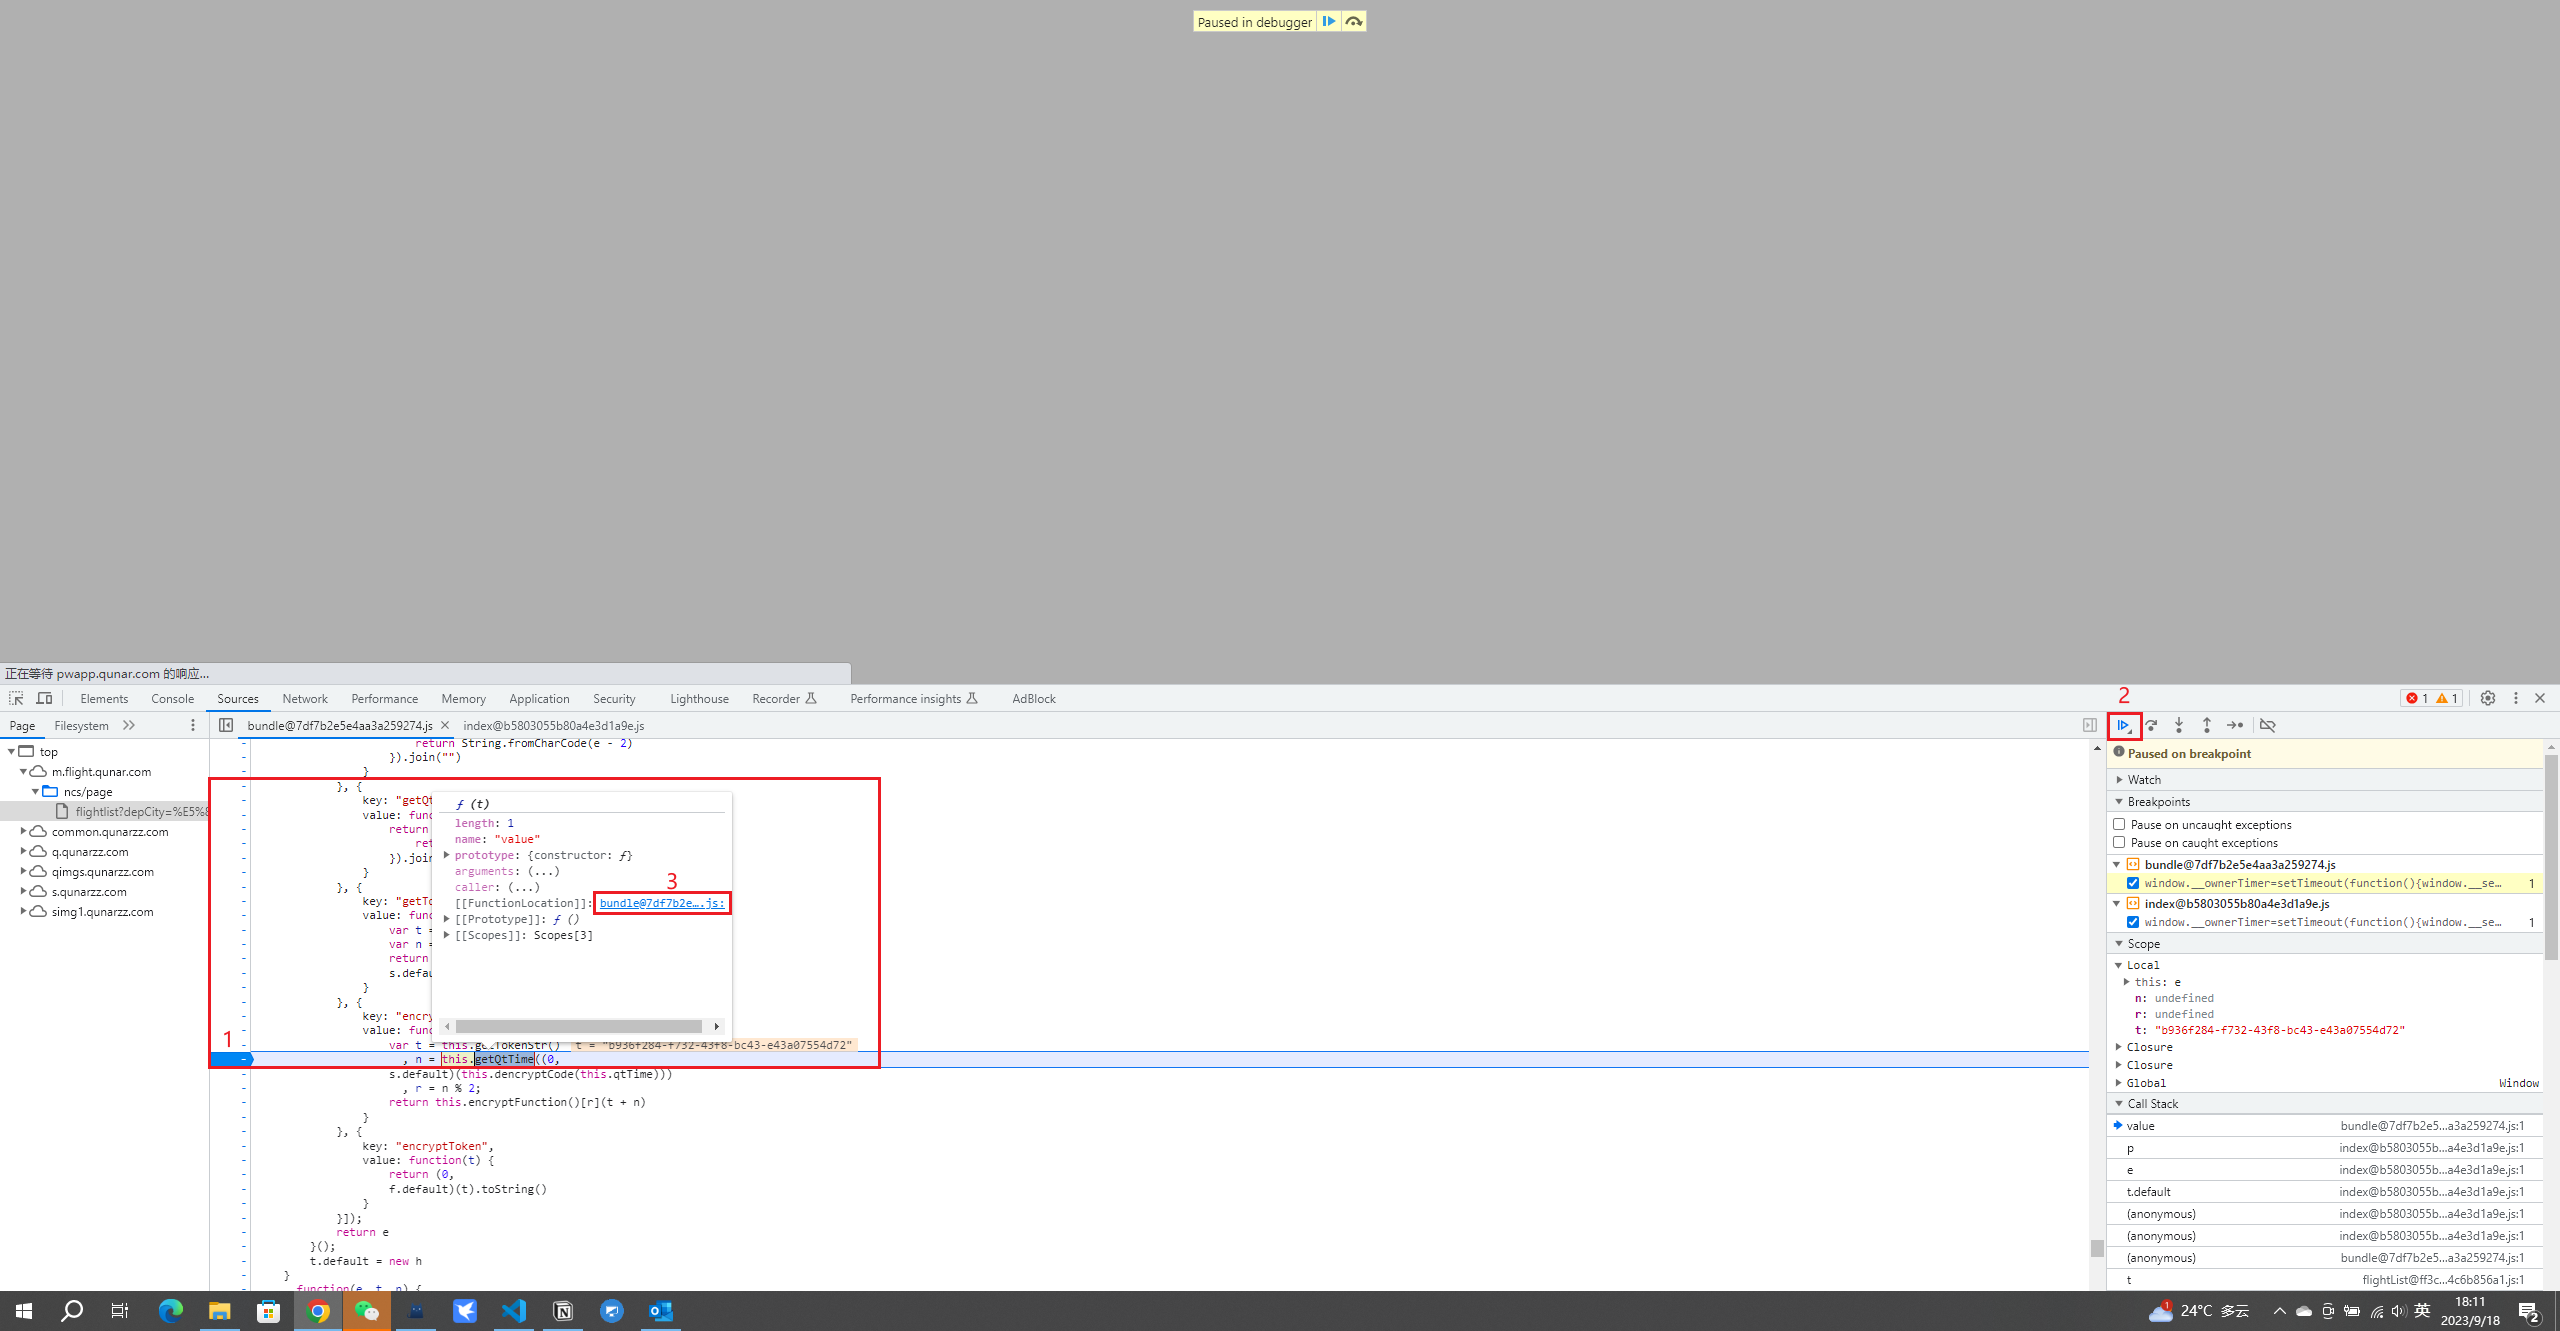 Paused in debugger
正在等待 pwapp.qunar.com 的响应...
Elements Console Sources Network Performance Memory Application Security Lighthouse Recorder Performance insights AdBlock
1 1
2
Page Filesystem
bundle@7df7b2e5e4aa3a259274.js index@b5803055b80a4e3d1a9e.js
top
m.flight.qunar.com
ncs/page
flightlist?depCity=%E5%
common.qunarzz.com
q.qunarzz.com
qimgs.qunarzz.com
s.qunarzz.com
simg1.qunarzz.com
return String.fromCharCode(e - 2)
}).join("")
}
}, {
key: "getQt
value: func
return
ret
}).join
}
}, {
key: "getTo
value: func
var t =
var n =
return
s.defau
}
}, {
key: "encry
value: func
1
var t = this.getTokenStr() t = "b936f284-f732-43f8-bc43-e43a07554d72"
, n = this.getQtTime((0,
s.default)(this.dencryptCode(this.qtTime)))
, r = n % 2;
return this.encryptFunction()[r](t + n)
}
}, {
key: "encryptToken",
value: function(t) {
return (0,
f.default)(t).toString()
}
}]);
return e
}();
t.default = new h
}
function(e, t, n) {
ƒ (t)
length: 1
name: "value"
prototype: {constructor: ƒ}
arguments: (...)
caller: (...)
3
[[FunctionLocation]]: bundle@7df7b2e….js:
[[Prototype]]: ƒ ()
[[Scopes]]: Scopes[3]
Paused on breakpoint
Watch
Breakpoints
Pause on uncaught exceptions
Pause on caught exceptions
bundle@7df7b2e5e4aa3a259274.js
window.__ownerTimer=setTimeout(function(){window.__se… 1
index@b5803055b80a4e3d1a9e.js
window.__ownerTimer=setTimeout(function(){window.__se… 1
Scope
Local
this: e
n: undefined
r: undefined
t: "b936f284-f732-43f8-bc43-e43a07554d72"
Closure
Closure
Global Window
Call Stack
value bundle@7df7b2e5…a3a259274.js:1
p index@b5803055b…a4e3d1a9e.js:1
e index@b5803055b…a4e3d1a9e.js:1
t.default index@b5803055b…a4e3d1a9e.js:1
(anonymous) index@b5803055b…a4e3d1a9e.js:1
(anonymous) index@b5803055b…a4e3d1a9e.js:1
(anonymous) bundle@7df7b2e5…a3a259274.js:1
t flightList@ff3c…4c6b856a1.js:1
1 24°C 多云 英 18:11
2023/9/18 2